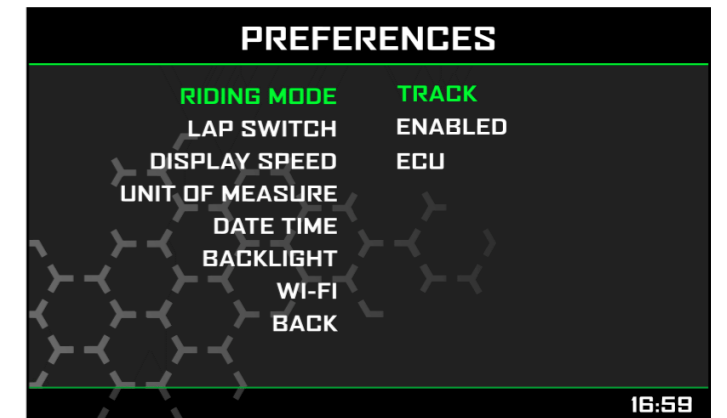 PREFERENCES
RIDING MODE TRACK
LAP SWITCH ENABLED
DISPLAY SPEED ECU
UNIT OF MEASURE
DATE TIME
BACKLIGHT
WI-FI
BACK
16:59